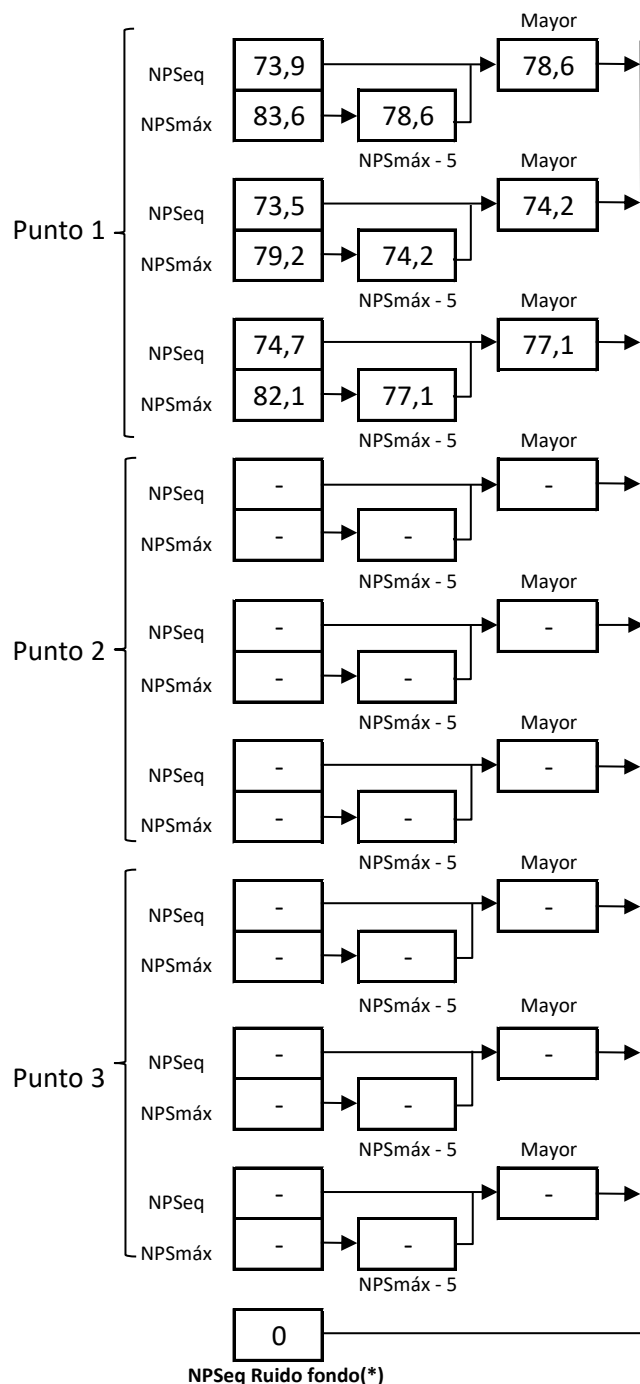 Mayor
NPSeq 73,9 78,6
NPSmáx 83,6 78,6
NPSmáx - 5
Mayor
Punto 1
NPSeq 73,5 74,2
NPSmáx 79,2 74,2
NPSmáx - 5
Mayor
NPSeq 74,7 77,1
NPSmáx 82,1 77,1
NPSmáx - 5
Mayor
NPSeq - -
NPSmáx - -
NPSmáx - 5
Mayor
Punto 2
NPSeq - -
NPSmáx - -
NPSmáx - 5
Mayor
NPSeq - -
NPSmáx - -
NPSmáx - 5
Mayor
NPSeq - -
NPSmáx - -
NPSmáx - 5
Mayor
Punto 3
NPSeq - -
NPSmáx - -
NPSmáx - 5
Mayor
NPSeq - -
NPSmáx - -
NPSmáx - 5
0
NPSeq Ruido fondo(*)